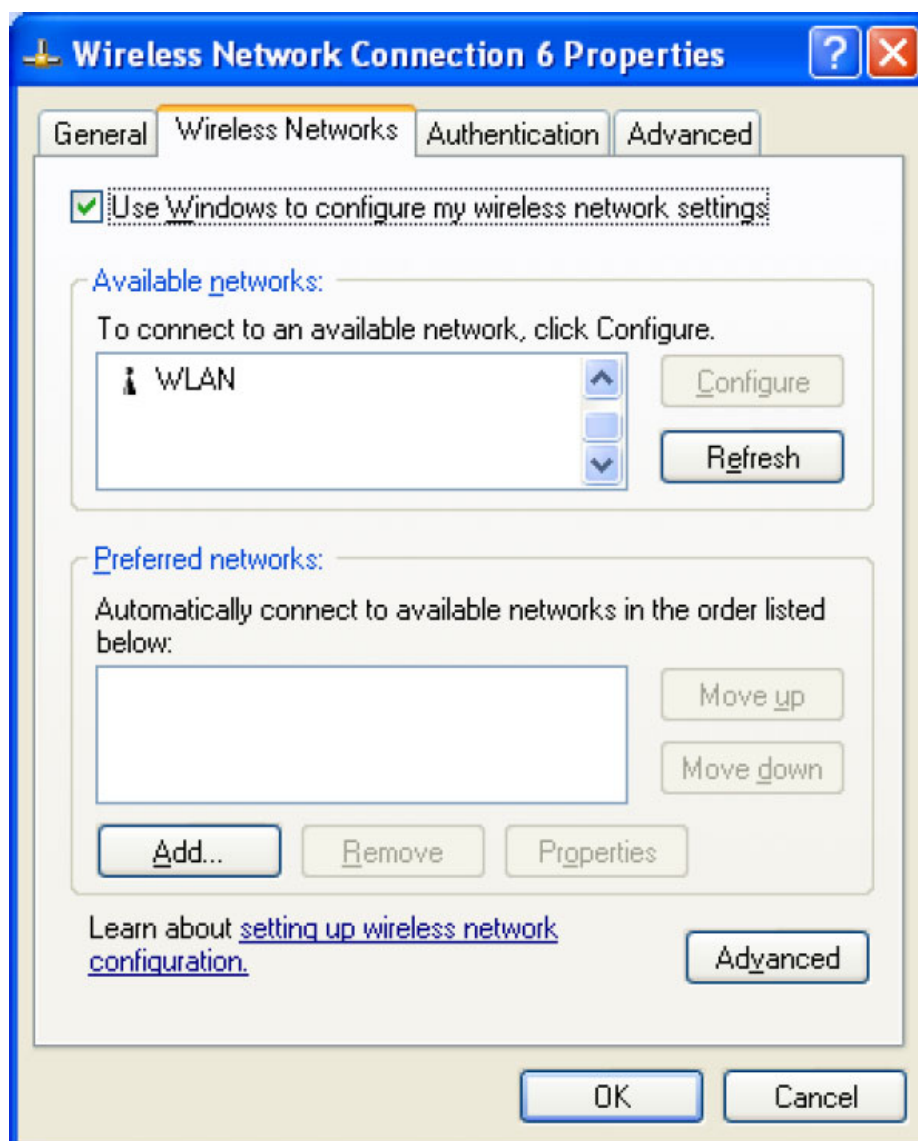 Wireless Network Connection 6 Properties
General Wireless Networks Authentication Advanced
Use Windows to configure my wireless network settings
Available networks:
To connect to an available network, click Configure.
WLAN
Configure
Refresh
Preferred networks:
Automatically connect to available networks in the order listed
below:
Move up
Move down
Add... Remove Properties
Learn about setting up wireless network
configuration.
Advanced
OK Cancel